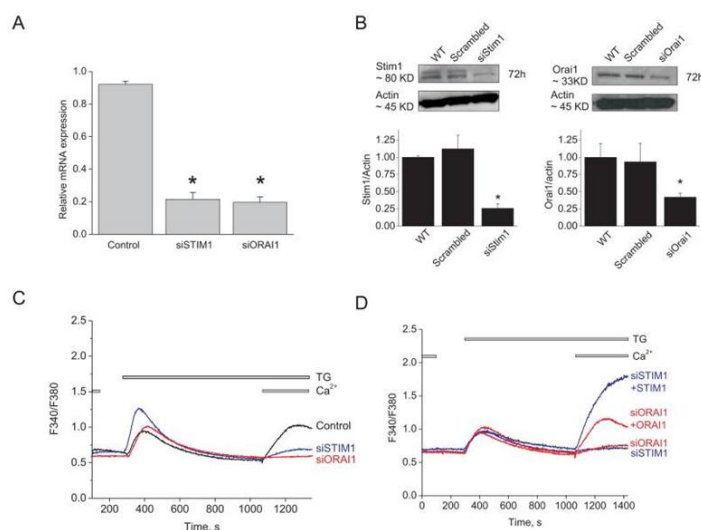 A
Relative mRNA expression
1.0
0.8
0.6
0.4
0.2
0.0
*
*
Control
siSTIM1
siORAI1
B
WT
Scrambled
siStim1
Stim1
~ 80 KD
72h
Actin
~ 45 KD
Stim1/Actin
1.25
1.00
0.75
0.50
0.25
*
WT
Scrambled
siStim1
WT
Scrambled
siOrai1
Orai1
~ 33KD
72h
Actin
~ 45 KD
Orai1/actin
1.25
1.00
0.75
0.50
0.25
*
WT
Scrambled
siOrai1
C
F340/F380
2.5
2.0
1.5
1.0
0.5
0.0
TG
Ca²⁺
Control
siSTIM1
siORAI1
200 400 600 800 1000 1200
Time, s
D
F340/F380
2.5
2.0
1.5
1.0
0.5
0.0
TG
Ca²⁺
siSTIM1
+STIM1
siORAI1
+ORAI1
siORAI1
siSTIM1
0 200 400 600 800 1000 1200 1400
Time, s